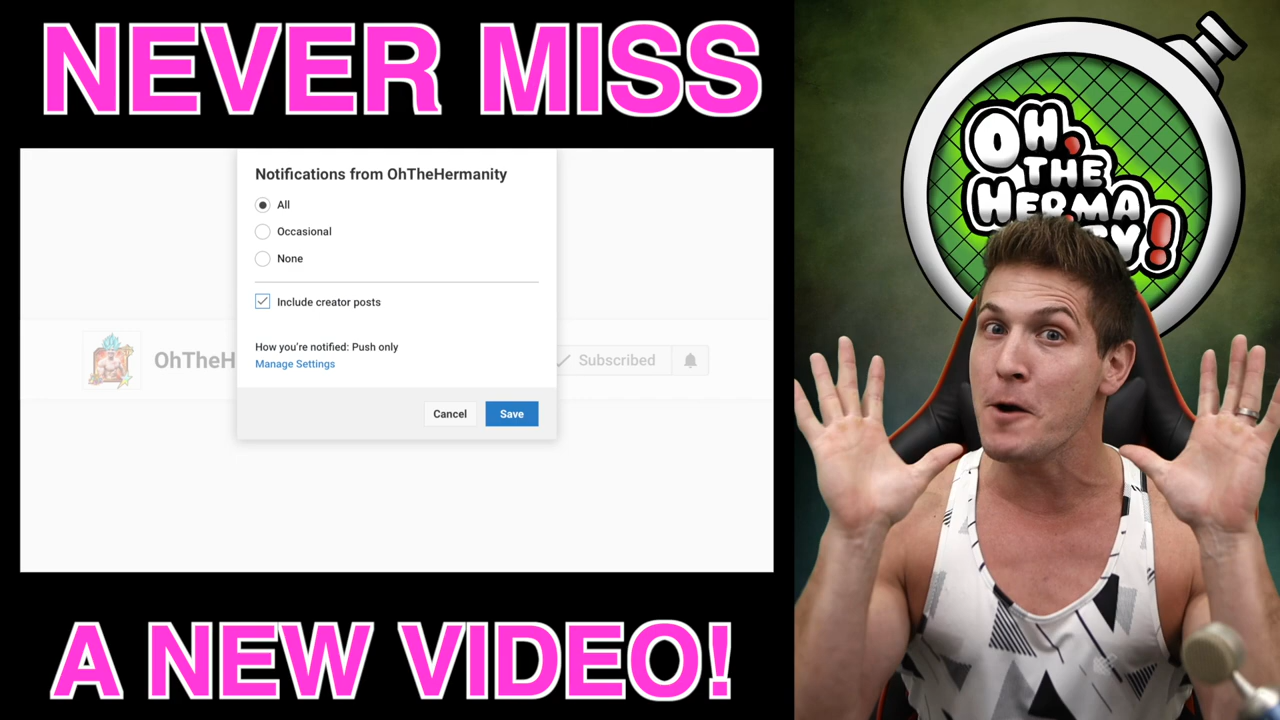 NEVER MISS
Notifications from OhTheHermanity
All
Occasional
None
Include creator posts
How you're notified: Push only
Manage Settings
OhTheH
Subscribed
Cancel
Save
A NEW VIDEO!
OH,
THE
HERMA
!